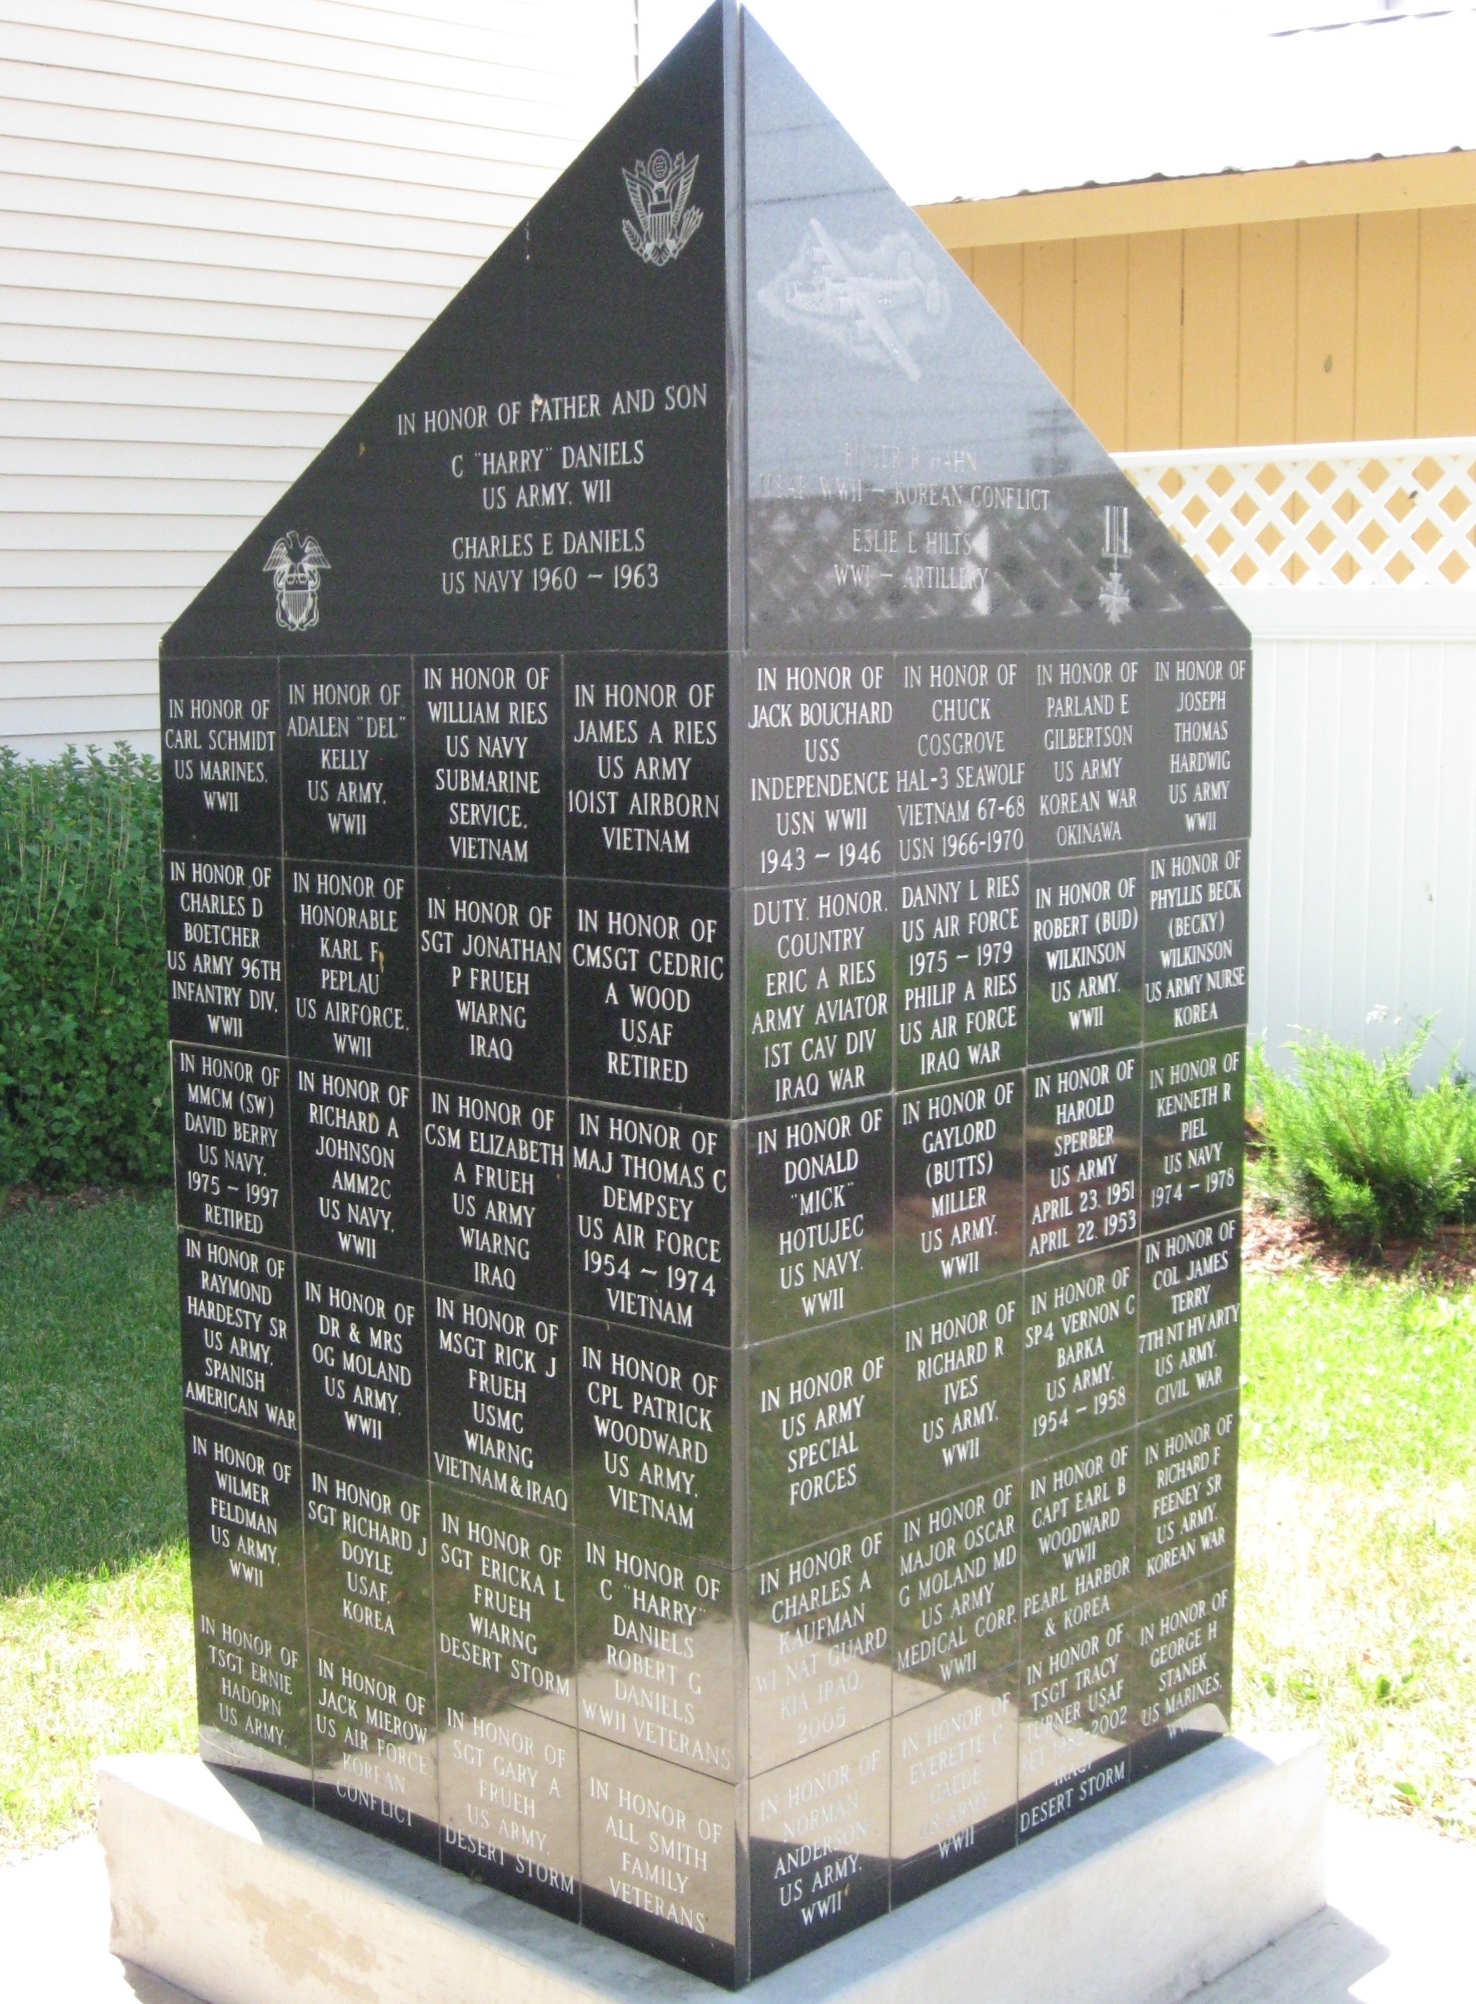 IN HONOR OF FATHER AND SON
C "HARRY" DANIELS
US ARMY, WII
CHARLES E DANIELS
US NAVY 1960 ~ 1963
IN HONOR OF
CARL SCHMIDT
US MARINES,
WWII
IN HONOR OF
ADALEN "DEL"
KELLY
US ARMY,
WWII
IN HONOR OF
WILLIAM RIES
US NAVY
SUBMARINE
SERVICE,
VIETNAM
IN HONOR OF
JAMES A RIES
US ARMY
101ST AIRBORN
VIETNAM
IN HONOR OF
CHARLES D
BOETCHER
US ARMY 96TH
INFANTRY DIV,
WWII
IN HONOR OF
HONORABLE
KARL F
PEPLAU
US AIRFORCE,
WWII
IN HONOR OF
SGT JONATHAN
P FRUEH
WIARNG
IRAQ
IN HONOR OF
CMSGT CEDRIC
A WOOD
USAF
RETIRED
IN HONOR OF
MMCM (SW)
DAVID BERRY
US NAVY,
1975 ~ 1997
RETIRED
IN HONOR OF
RICHARD A
JOHNSON
AMM2C
US NAVY,
WWII
IN HONOR OF
CSM ELIZABETH
A FRUEH
US ARMY
WIARNG
IRAQ
IN HONOR OF
MAJ THOMAS C
DEMPSEY
US AIR FORCE
1954 ~ 1974
VIETNAM
IN HONOR OF
RAYMOND
HARDESTY SR
US ARMY,
SPANISH
AMERICAN WAR
IN HONOR OF
DR & MRS
OG MOLAND
US ARMY,
WWII
IN HONOR OF
MSGT RICK J
FRUEH
USMC
WIARNG
VIETNAM & IRAQ
IN HONOR OF
CPL PATRICK
WOODWARD
US ARMY,
VIETNAM
IN HONOR OF
WILMER
FELDMAN
US ARMY,
WWII
IN HONOR OF
SGT RICHARD J
DOYLE
USAF,
KOREA
IN HONOR OF
SGT ERICKA L
FRUEH
WIARNG
DESERT STORM
IN HONOR OF
C "HARRY"
DANIELS
ROBERT G
DANIELS
WWII VETERANS
IN HONOR OF
TSGT ERNIE
HADORN
US ARMY,
IN HONOR OF
JACK MIEROW
US AIR FORCE
KOREAN
CONFLICT
IN HONOR OF
SGT GARY A
FRUEH
US ARMY,
DESERT STORM
IN HONOR OF
ALL SMITH
FAMILY
VETERANS
HAHN
USAF WWII ~ KOREAN CONFLICT
ESLIE L HILTS
WWI ~ ARTILLERY
IN HONOR OF
JACK BOUCHARD
USS
INDEPENDENCE
USN WWII
1943 ~ 1946
IN HONOR OF
CHUCK
COSGROVE
HAL-3 SEAWOLF
VIETNAM 67-68
USN 1966-1970
IN HONOR OF
PARLAND E
GILBERTSON
US ARMY
KOREAN WAR
OKINAWA
IN HONOR OF
JOSEPH
THOMAS
HARDWIG
US ARMY
WWII
DUTY, HONOR,
COUNTRY
ERIC A RIES
ARMY AVIATOR
1ST CAV DIV
IRAQ WAR
DANNY L RIES
US AIR FORCE
1975 ~ 1979
PHILIP A RIES
US AIR FORCE
IRAQ WAR
IN HONOR OF
ROBERT (BUD)
WILKINSON
US ARMY,
WWII
IN HONOR OF
PHYLLIS BECK
(BECKY)
WILKINSON
US ARMY NURSE
KOREA
IN HONOR OF
DONALD
"MICK"
HOTUJEC
US NAVY,
WWII
IN HONOR OF
GAYLORD
(BUTTS)
MILLER
US ARMY,
WWII
IN HONOR OF
HAROLD
SPERBER
US ARMY
APRIL 23, 1951
APRIL 22, 1953
IN HONOR OF
KENNETH R
PIEL
US NAVY
1974 ~ 1978
IN HONOR OF
US ARMY
SPECIAL
FORCES
IN HONOR OF
RICHARD R
IVES
US ARMY,
WWII
IN HONOR OF
SP4 VERNON C
BARKA
US ARMY,
1954 ~ 1958
IN HONOR OF
COL JAMES
TERRY
7TH NT HV ARTY
US ARMY,
CIVIL WAR
IN HONOR OF
CHARLES A
KAUFMAN
WI NAT GUARD
KIA IRAQ,
2005
IN HONOR OF
MAJOR OSCAR
G MOLAND MD
US ARMY
MEDICAL CORP,
WWII
IN HONOR OF
CAPT EARL B
WOODWARD
WWII
PEARL HARBOR
& KOREA
IN HONOR OF
RICHARD F
FEENEY SR
US ARMY,
KOREAN WAR
IN HONOR OF
NORMAN
ANDERSON
US ARMY,
WWII
IN HONOR OF
EVERETTE C
GAEDE
US ARMY
WWII
IN HONOR OF
TSGT TRACY
TURNER USAF
RET 1982-2002
IRAQ
DESERT STORM
IN HONOR OF
GEORGE H
STANEK
US MARINES,